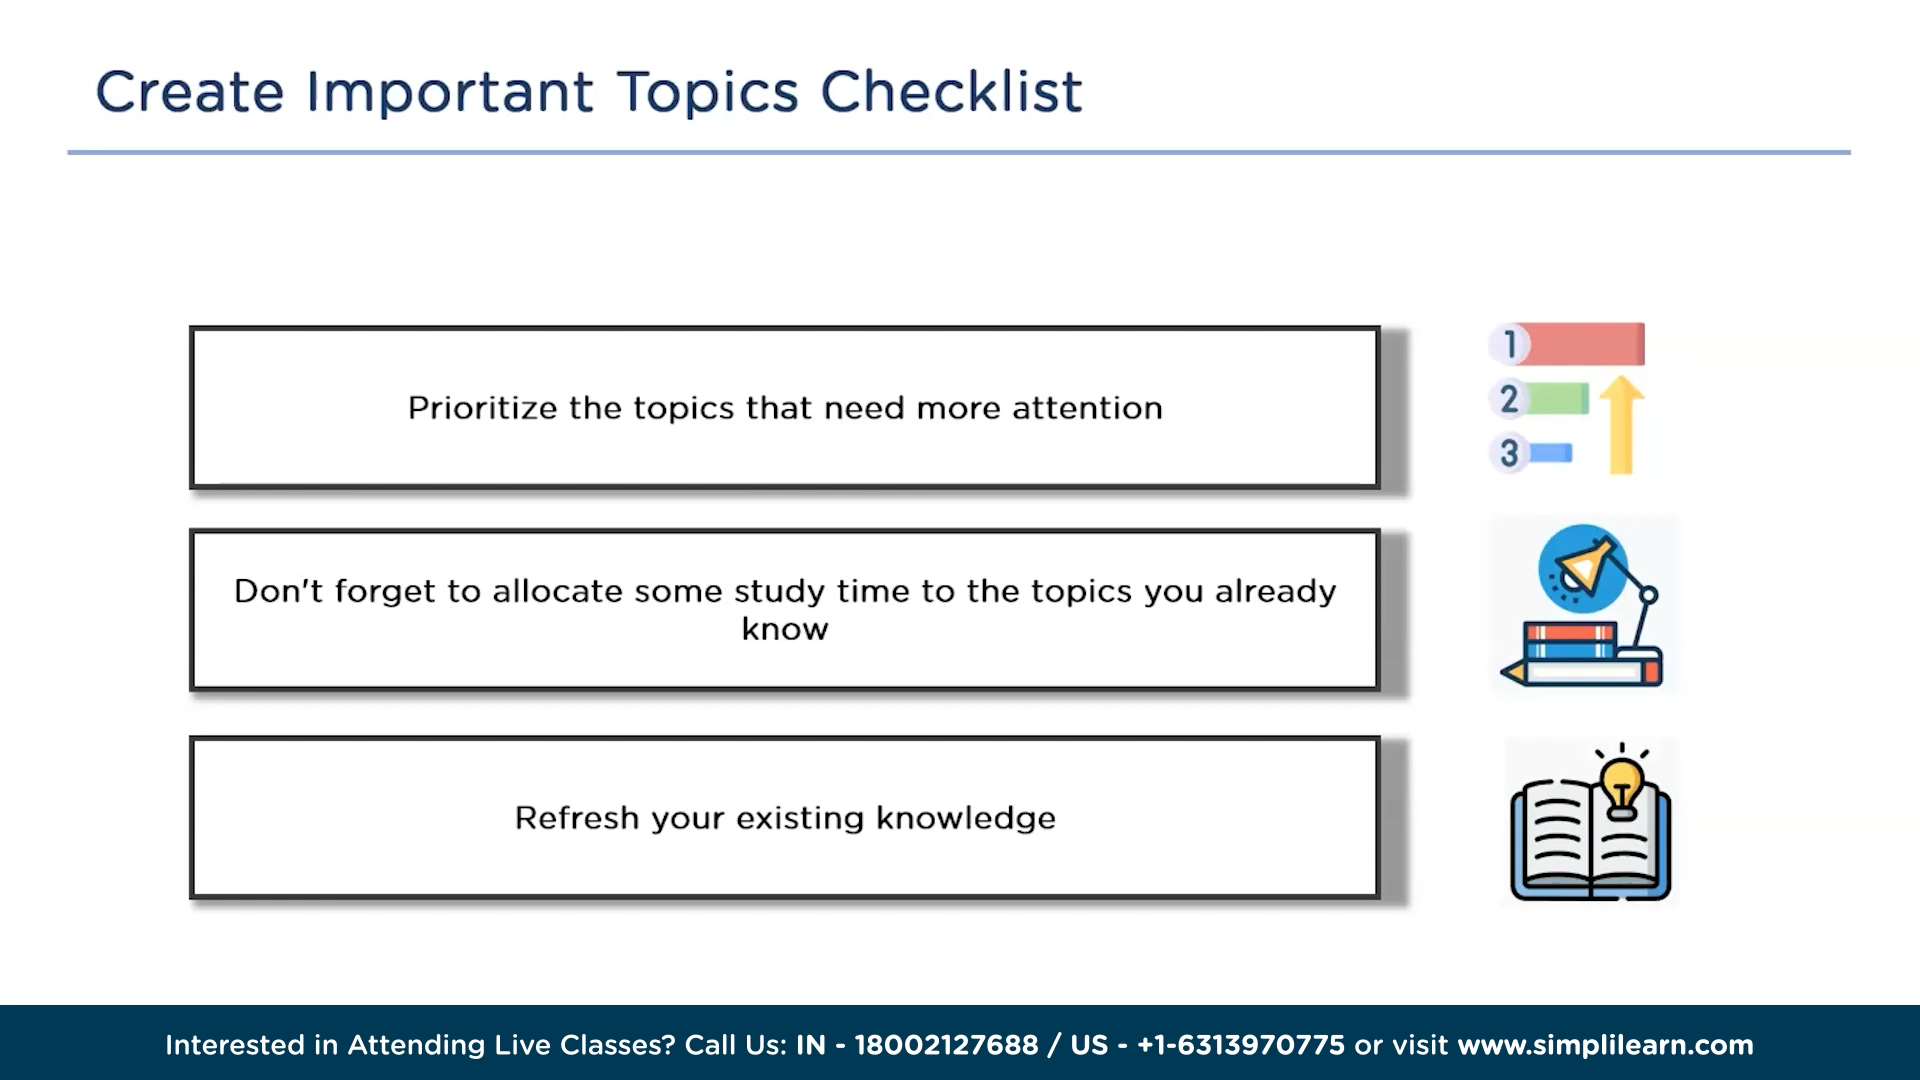 Create Important Topics Checklist
Prioritize the topics that need more attention
1
2
3
Don't forget to allocate some study time to the topics you already
know
Refresh your existing knowledge
Interested in Attending Live Classes? Call Us: IN - 18002127688 / US - +1-6313970775 or visit www.simplilearn.com